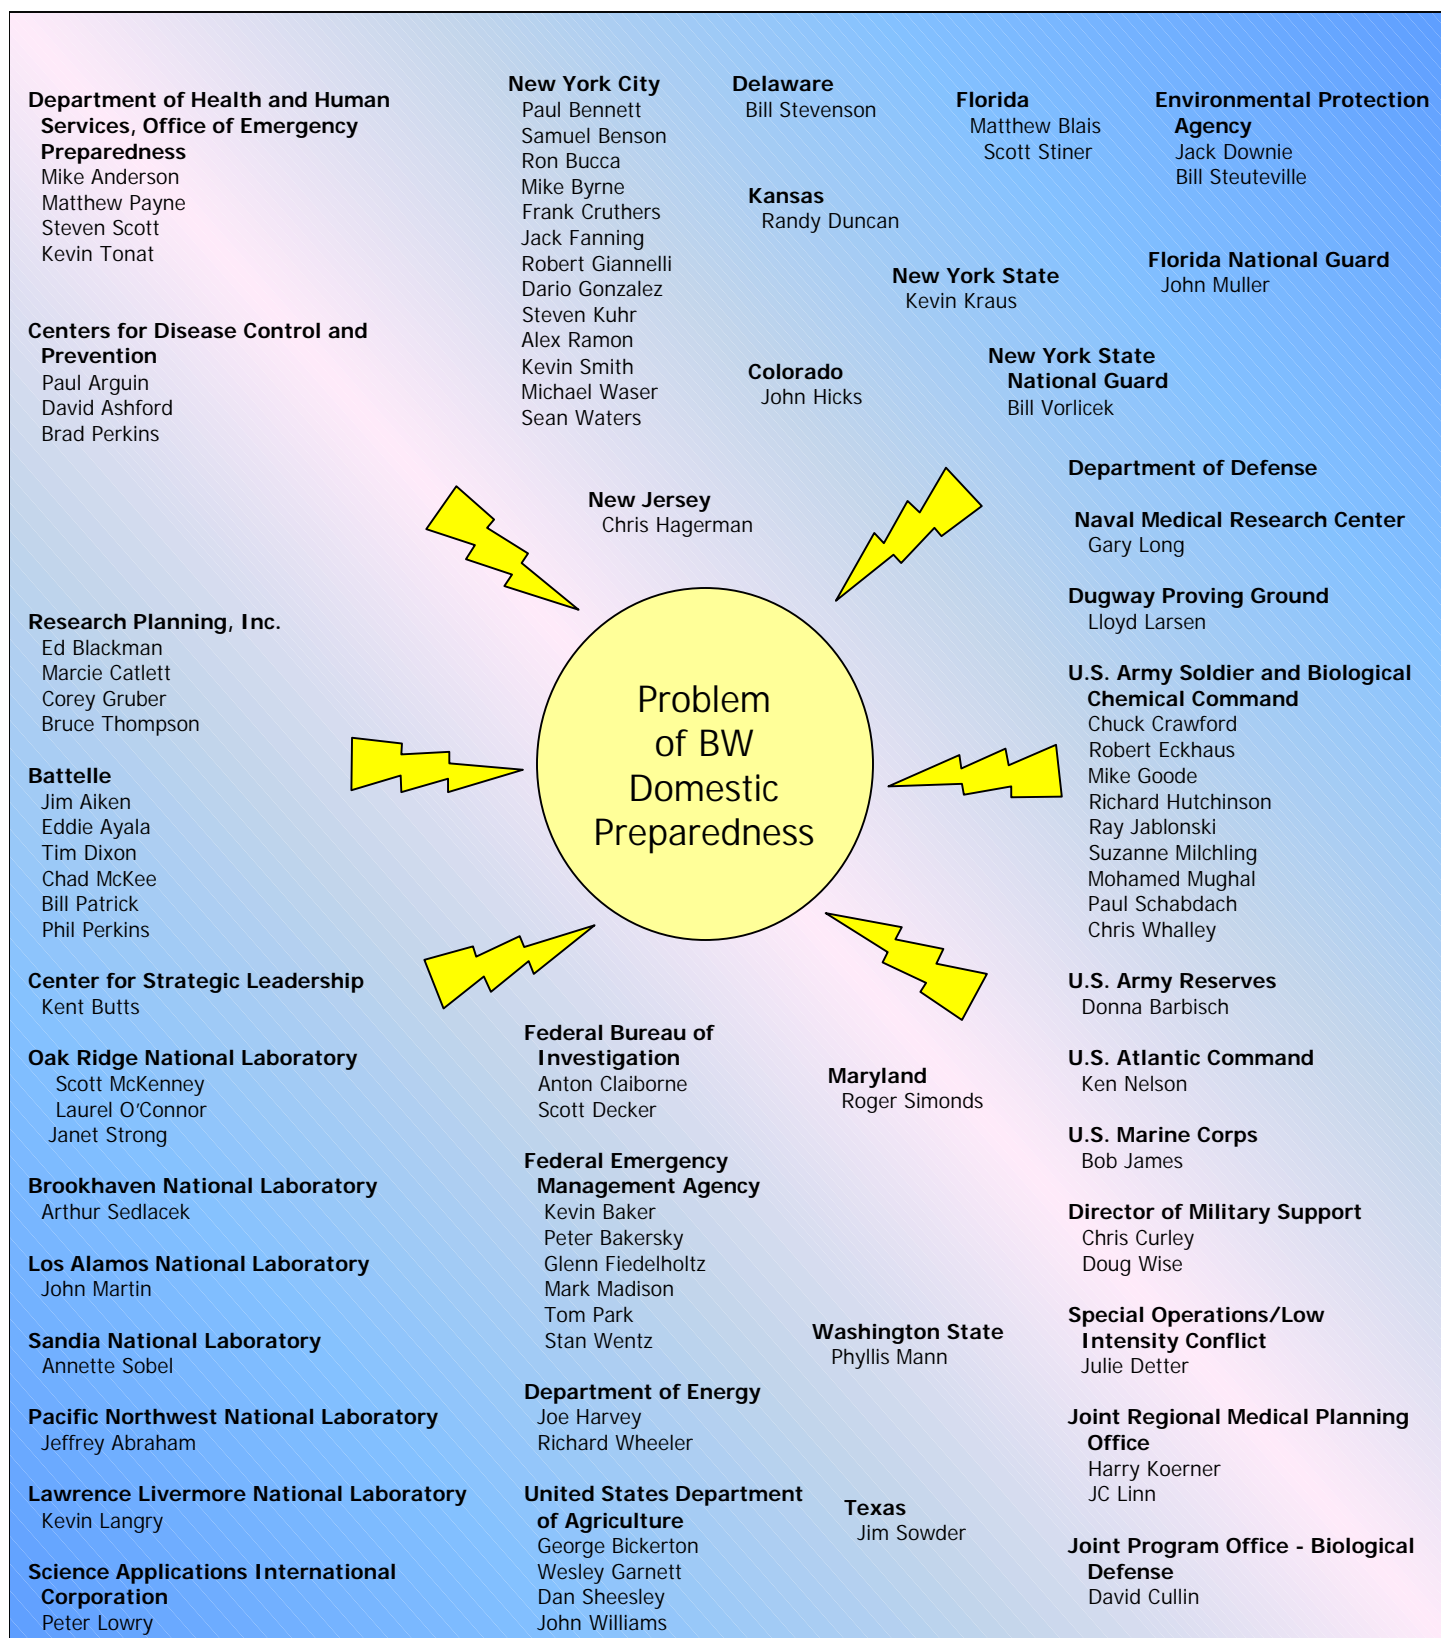 Department of Health and Human
Services, Office of Emergency
Preparedness
Mike Anderson
Matthew Payne
Steven Scott
Kevin Tonat
Centers for Disease Control and
Prevention
Paul Arguin
David Ashford
Brad Perkins
New York City
Paul Bennett
Samuel Benson
Ron Bucca
Mike Byrne
Frank Cruthers
Jack Fanning
Robert Giannelli
Dario Gonzalez
Steven Kuhr
Alex Ramon
Kevin Smith
Michael Waser
Sean Waters
Delaware
Bill Stevenson
Kansas
Randy Duncan
Florida
Matthew Blais
Scott Stiner
Environmental Protection
Agency
Jack Downie
Bill Steuteville
New York State
Kevin Kraus
Florida National Guard
John Muller
Colorado
John Hicks
New York State
National Guard
Bill Vorlicek
New Jersey
Chris Hagerman
Research Planning, Inc.
Ed Blackman
Marcie Catlett
Corey Gruber
Bruce Thompson
Battelle
Jim Aiken
Eddie Ayala
Tim Dixon
Chad McKee
Bill Patrick
Phil Perkins
Center for Strategic Leadership
Kent Butts
Oak Ridge National Laboratory
Scott McKenney
Laurel O'Connor
Janet Strong
Brookhaven National Laboratory
Arthur Sedlacek
Los Alamos National Laboratory
John Martin
Sandia National Laboratory
Annette Sobel
Pacific Northwest National Laboratory
Jeffrey Abraham
Lawrence Livermore National Laboratory
Kevin Langry
Science Applications International
Corporation
Peter Lowry
Problem
of BW
Domestic
Preparedness
Federal Bureau of
Investigation
Anton Claiborne
Scott Decker
Federal Emergency
Management Agency
Kevin Baker
Peter Bakersky
Glenn Fiedelholtz
Mark Madison
Tom Park
Stan Wentz
Department of Energy
Joe Harvey
Richard Wheeler
United States Department
of Agriculture
George Bickerton
Wesley Garnett
Dan Sheesley
John Williams
Maryland
Roger Simonds
Washington State
Phyllis Mann
Texas
Jim Sowder
Department of Defense
Naval Medical Research Center
Gary Long
Dugway Proving Ground
Lloyd Larsen
U.S. Army Soldier and Biological
Chemical Command
Chuck Crawford
Robert Eckhaus
Mike Goode
Richard Hutchinson
Ray Jablonski
Suzanne Milchling
Mohamed Mughal
Paul Schabdach
Chris Whalley
U.S. Army Reserves
Donna Barbisch
U.S. Atlantic Command
Ken Nelson
U.S. Marine Corps
Bob James
Director of Military Support
Chris Curley
Doug Wise
Special Operations/Low
Intensity Conflict
Julie Detter
Joint Regional Medical Planning
Office
Harry Koerner
JC Linn
Joint Program Office - Biological
Defense
David Cullin